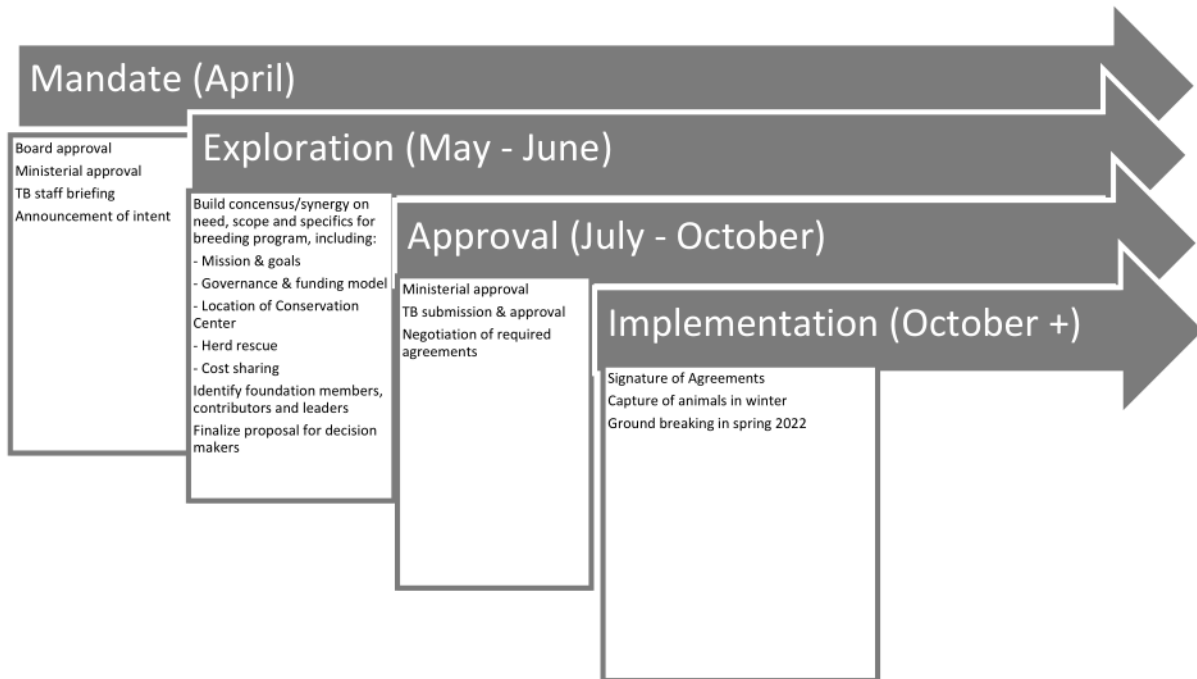 Mandate (April)
Board approval
Ministerial approval
TB staff briefing
Announcement of intent
Exploration (May - June)
Build concensus/synergy on
need, scope and specifics for
breeding program, including:
- Mission & goals
- Governance & funding model
- Location of Conservation
Center
- Herd rescue
- Cost sharing
Identify foundation members,
contributors and leaders
Finalize proposal for decision
makers
Approval (July - October)
Ministerial approval
TB submission & approval
Negotiation of required
agreements
Implementation (October +)
Signature of Agreements
Capture of animals in winter
Ground breaking in spring 2022